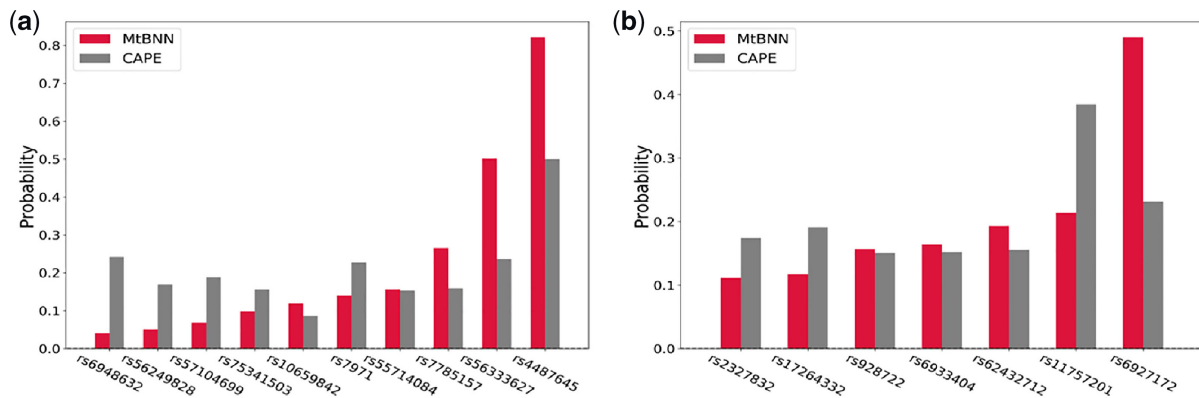 (a)
MtBNN
CAPE
Probability
0.8
0.7
0.6
0.5
0.4
0.3
0.2
0.1
0.0
rs6948632
rs56249828
rs57104699
rs75341503
rs10659842
rs7971
rs55714084
rs7785157
rs56333627
rs4487645
(b)
MtBNN
CAPE
Probability
0.5
0.4
0.3
0.2
0.1
0.0
rs2327832
rs17264332
rs928722
rs6933404
rs62432712
rs11757201
rs6927172